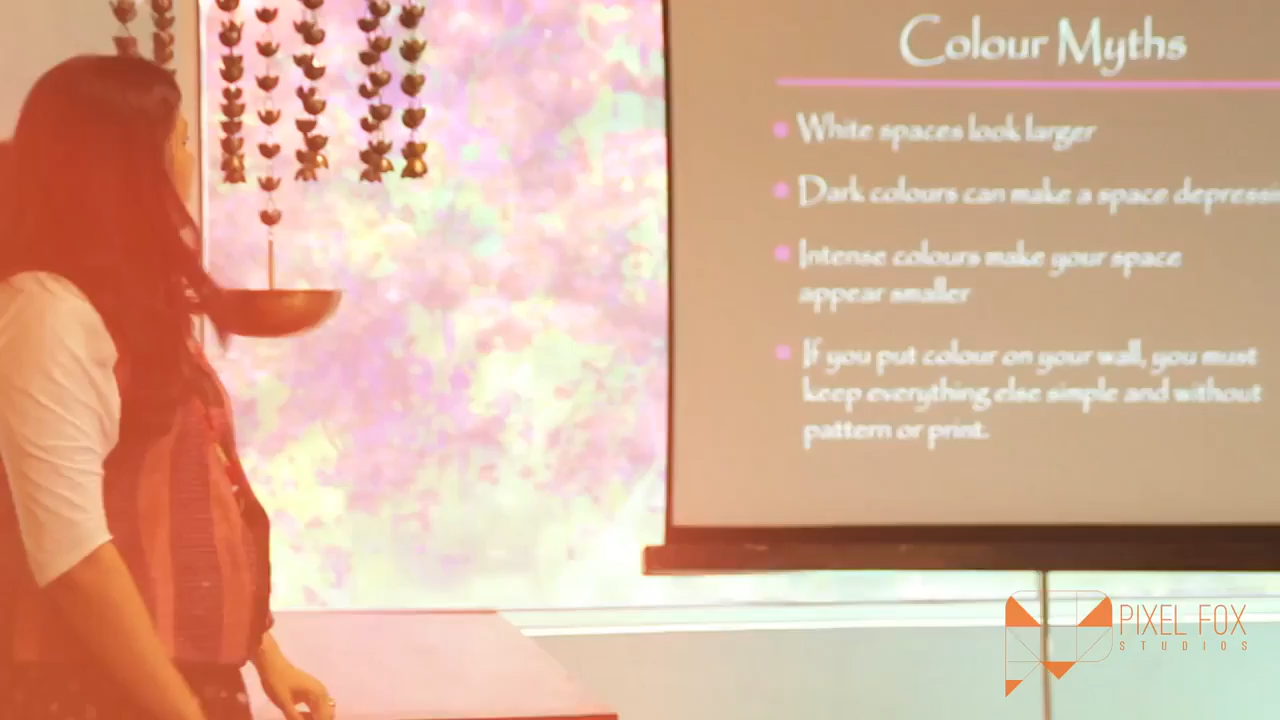 Colour Myths
White spaces look larger
Dark colours can make a space
Intense colours make your space
appear smaller
If you put colour on your wall, you must
keep everything else simple and without
pattern or print.
PIXEL FOX
STUDIOS